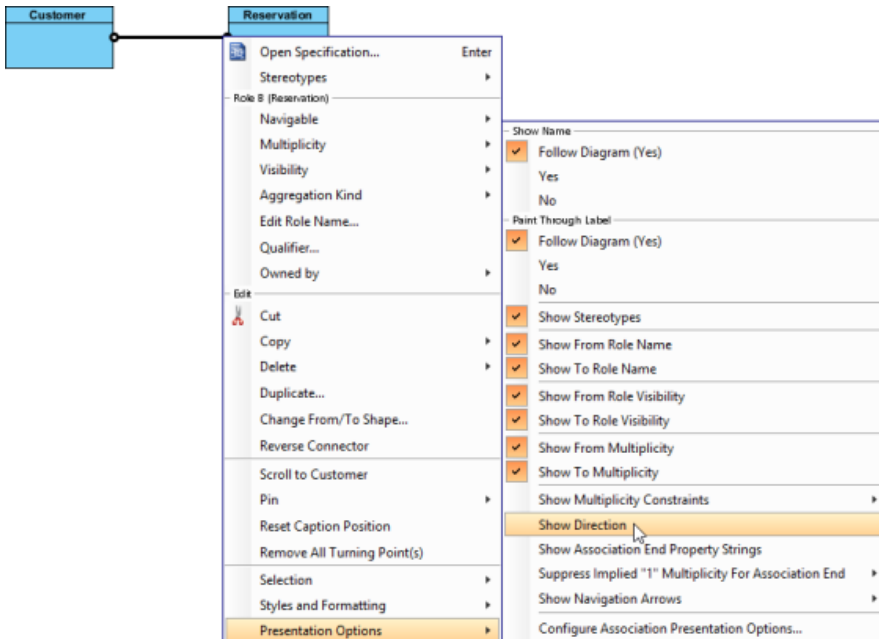 Customer
Reservation
Open Specification... Enter
Stereotypes
Role B (Reservation)
Navigable
Multiplicity
Visibility
Aggregation Kind
Edit Role Name...
Qualifier...
Owned by
Edit
Cut
Copy
Delete
Duplicate...
Change From/To Shape...
Reverse Connector
Scroll to Customer
Pin
Reset Caption Position
Remove All Turning Point(s)
Selection
Styles and Formatting
Presentation Options
Show Name
Follow Diagram (Yes)
Yes
No
Paint Through Label
Follow Diagram (Yes)
Yes
No
Show Stereotypes
Show From Role Name
Show To Role Name
Show From Role Visibility
Show To Role Visibility
Show From Multiplicity
Show To Multiplicity
Show Multiplicity Constraints
Show Direction
Show Association End Property Strings
Suppress Implied "1" Multiplicity For Association End
Show Navigation Arrows
Configure Association Presentation Options...